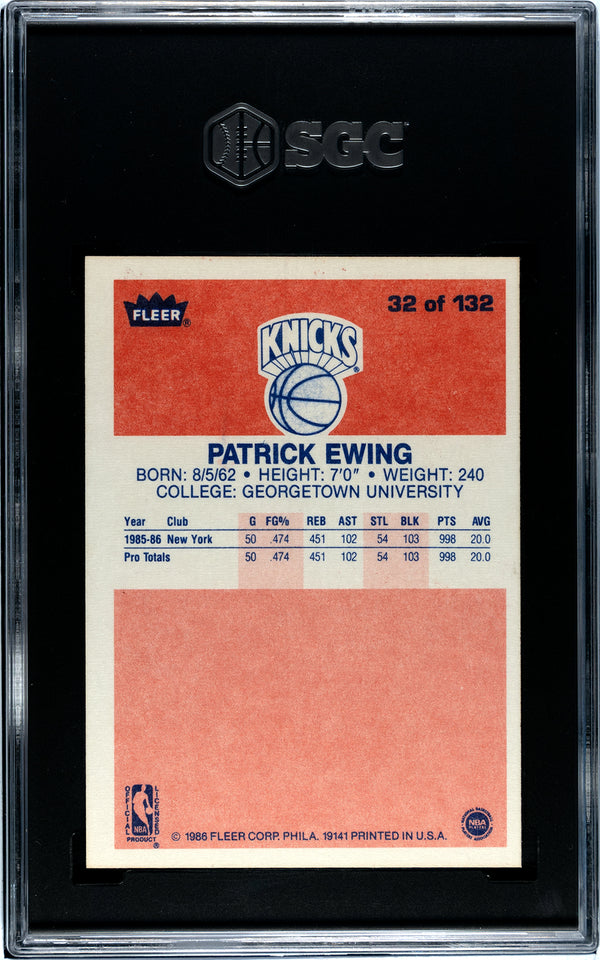 SGC
FLEER®
32 of 132
KNICKS®
PATRICK EWING
BORN: 8/5/62 • HEIGHT: 7'0" • WEIGHT: 240
COLLEGE: GEORGETOWN UNIVERSITY
Year Club G FG% REB AST STL BLK PTS AVG
1985-86 New York 50 .474 451 102 54 103 998 20.0
Pro Totals 50 .474 451 102 54 103 998 20.0
OFFICIAL LICENSED
NBA
PRODUCT®
© 1986 FLEER CORP. PHILA. 19141 PRINTED IN U.S.A.
NBA
PLAYERS